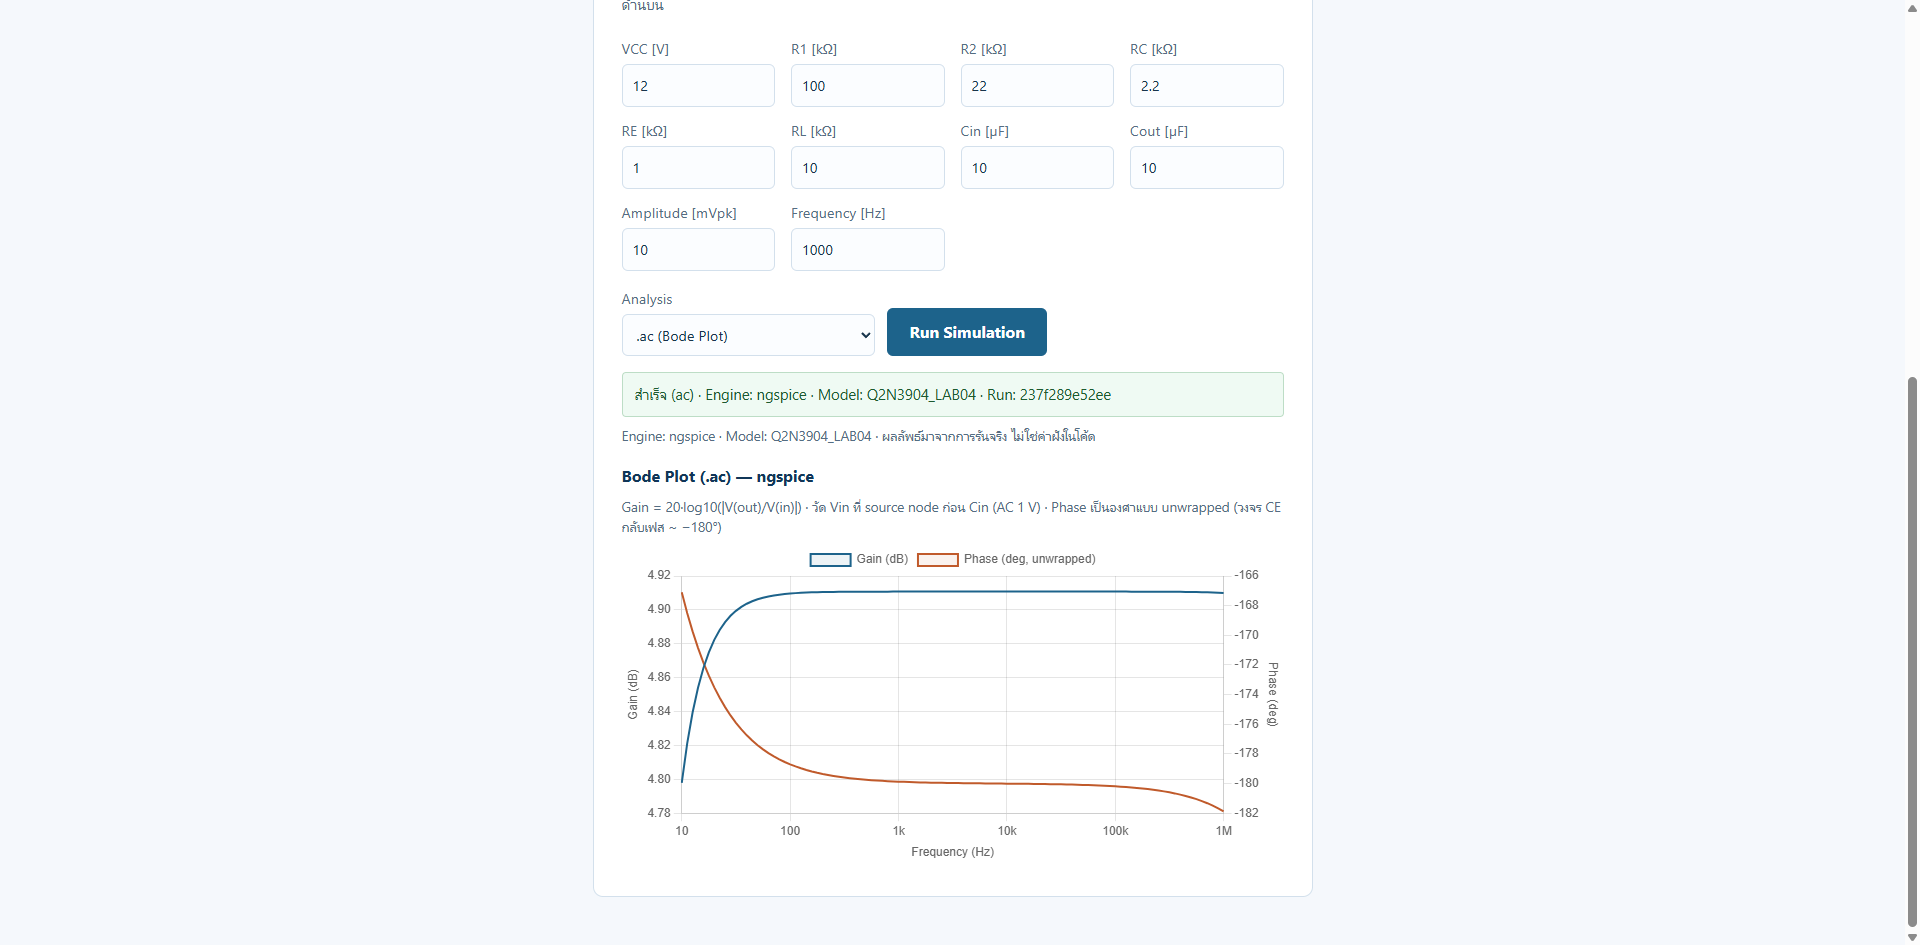 ด้านบน
VCC [V] R1 [kΩ] R2 [kΩ] RC [kΩ]
12 100 22 2.2
RE [kΩ] RL [kΩ] Cin [µF] Cout [µF]
1 10 10 10
Amplitude [mVpk] Frequency [Hz]
10 1000
Analysis
.ac (Bode Plot) Run Simulation
สำเร็จ (ac) · Engine: ngspice · Model: Q2N3904_LAB04 · Run: 237f289e52ee
Engine: ngspice · Model: Q2N3904_LAB04 · ผลลัพธ์มาจากการรันจริง ไม่ใช่ค่าฝังในโค้ด
Bode Plot (.ac) — ngspice
Gain = 20·log10(|V(out)/V(in)|) · วัด Vin ที่ source node ก่อน Cin (AC 1 V) · Phase เป็นองศาแบบ unwrapped (วงจร CE
กลับเฟส ~ −180°)
Gain (dB) Phase (deg, unwrapped)
4.92 -166
4.90 -168
4.88 -170
4.86 -172
4.84 -174
4.82 -176
4.80 -178
4.78 -180
-182
Gain (dB)
Phase (deg)
10 100 1k 10k 100k 1M
Frequency (Hz)